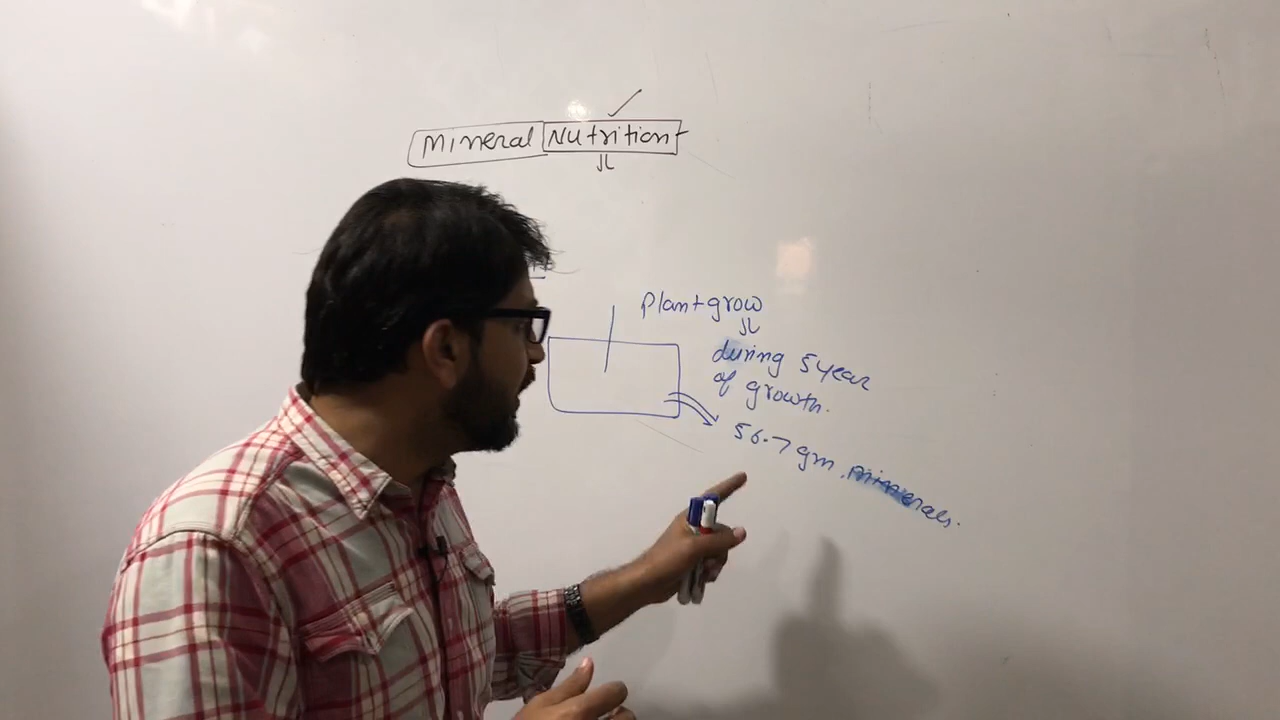 Mineral Nutrition
Plant grow
during 5 year
of growth.
56.7 gm. minerals.